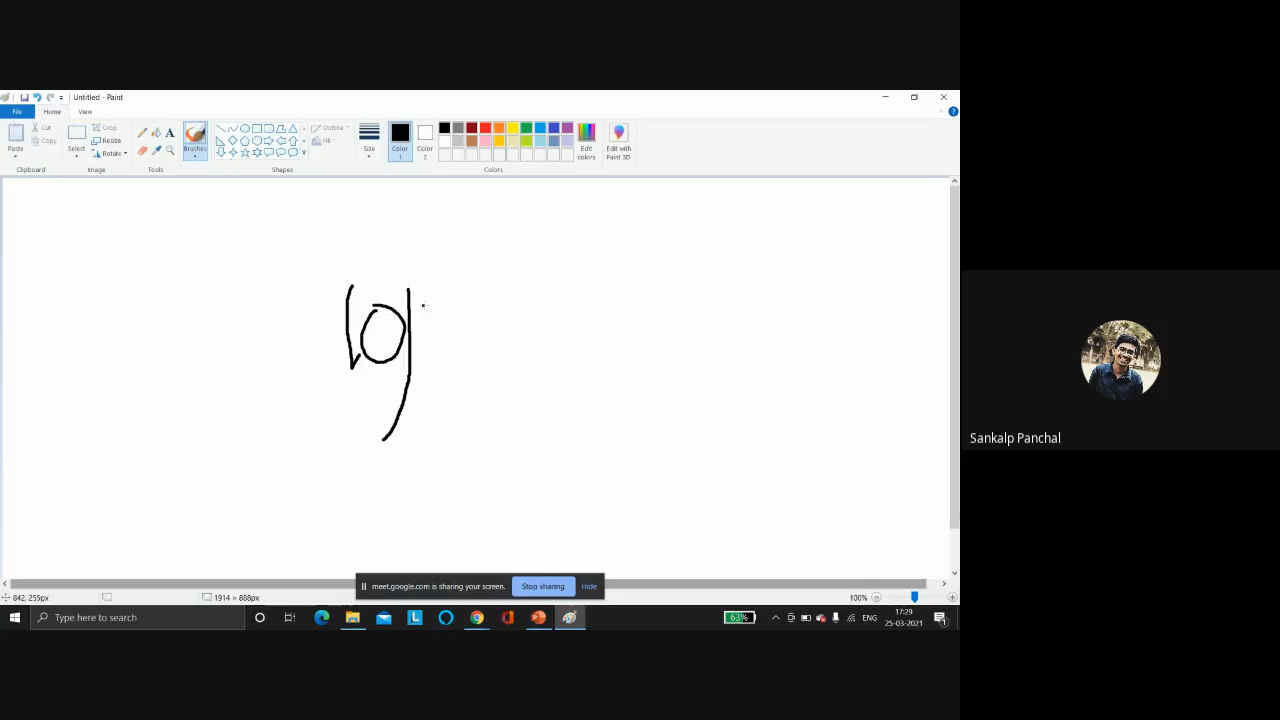 Untitled - Paint
File Home View
Paste
Cut
Copy
Clipboard
Select
Crop
Resize
Rotate
Image
Tools
Brushes
Shapes
Outline
Fill
Size
Color 1
Color 2
Colors
Edit colors
Edit with Paint 3D
Sankalp Panchal
meet.google.com is sharing your screen. Stop sharing Hide
842, 255px 1914 × 888px 100%
Type here to search 63% ENG 17:29
25-03-2021